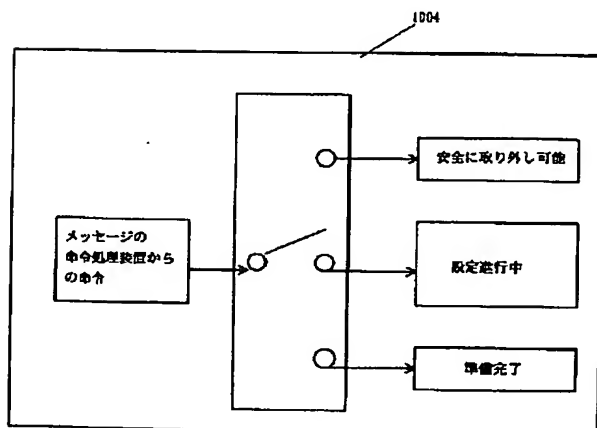 1004
安全に取り外し可能
メッセージの
命令処理装置から
の命令
設定進行中
準備完了